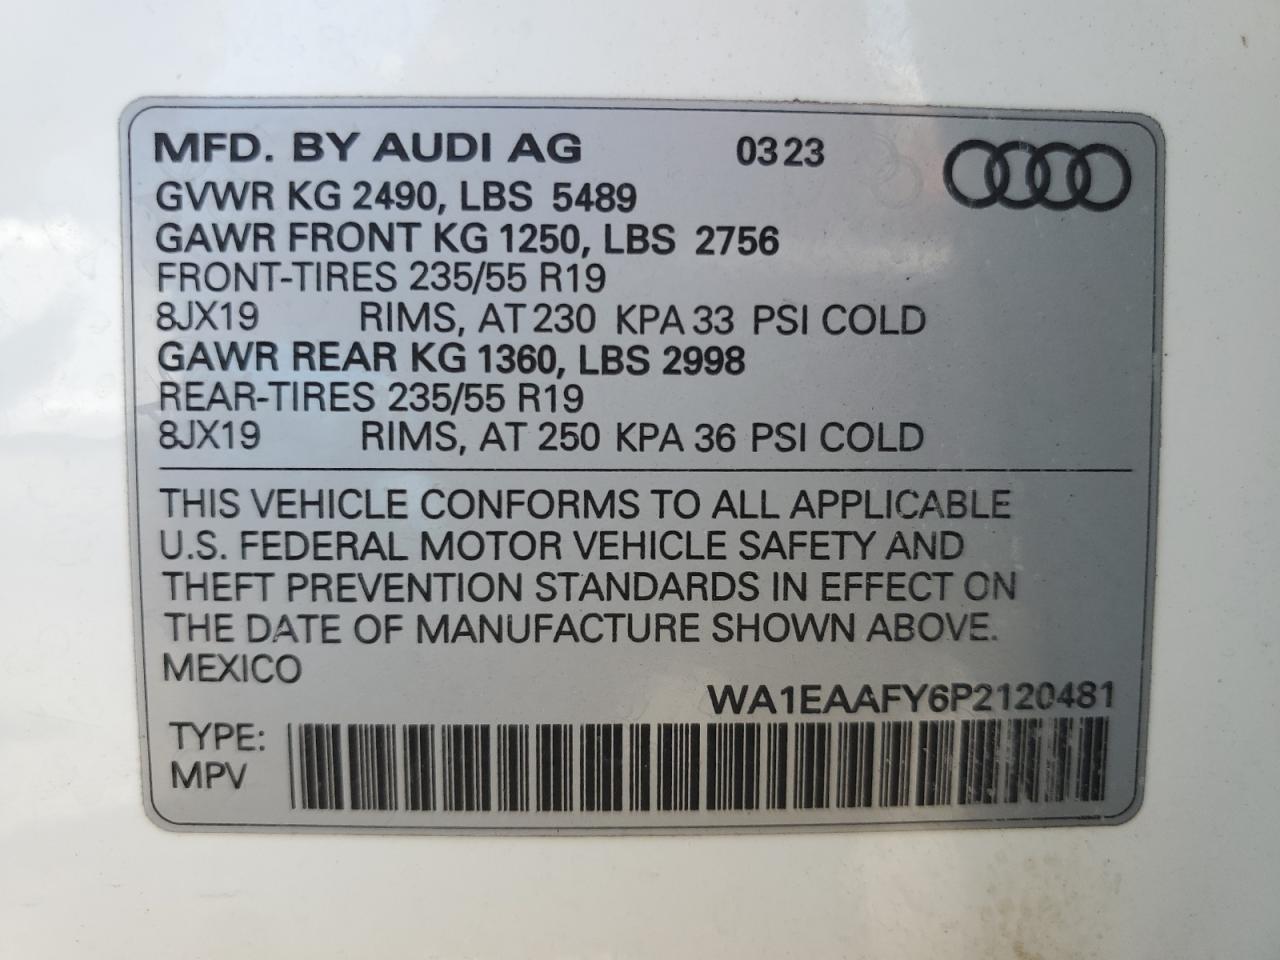 MFD. BY AUDI AG 0323
GVWR KG 2490, LBS 5489
GAWR FRONT KG 1250, LBS 2756
FRONT-TIRES 235/55 R19
8JX19 RIMS, AT 230 KPA 33 PSI COLD
GAWR REAR KG 1360, LBS 2998
REAR-TIRES 235/55 R19
8JX19 RIMS, AT 250 KPA 36 PSI COLD
THIS VEHICLE CONFORMS TO ALL APPLICABLE
U.S. FEDERAL MOTOR VEHICLE SAFETY AND
THEFT PREVENTION STANDARDS IN EFFECT ON
THE DATE OF MANUFACTURE SHOWN ABOVE.
MEXICO
WA1EAAFY6P2120481
TYPE:
MPV